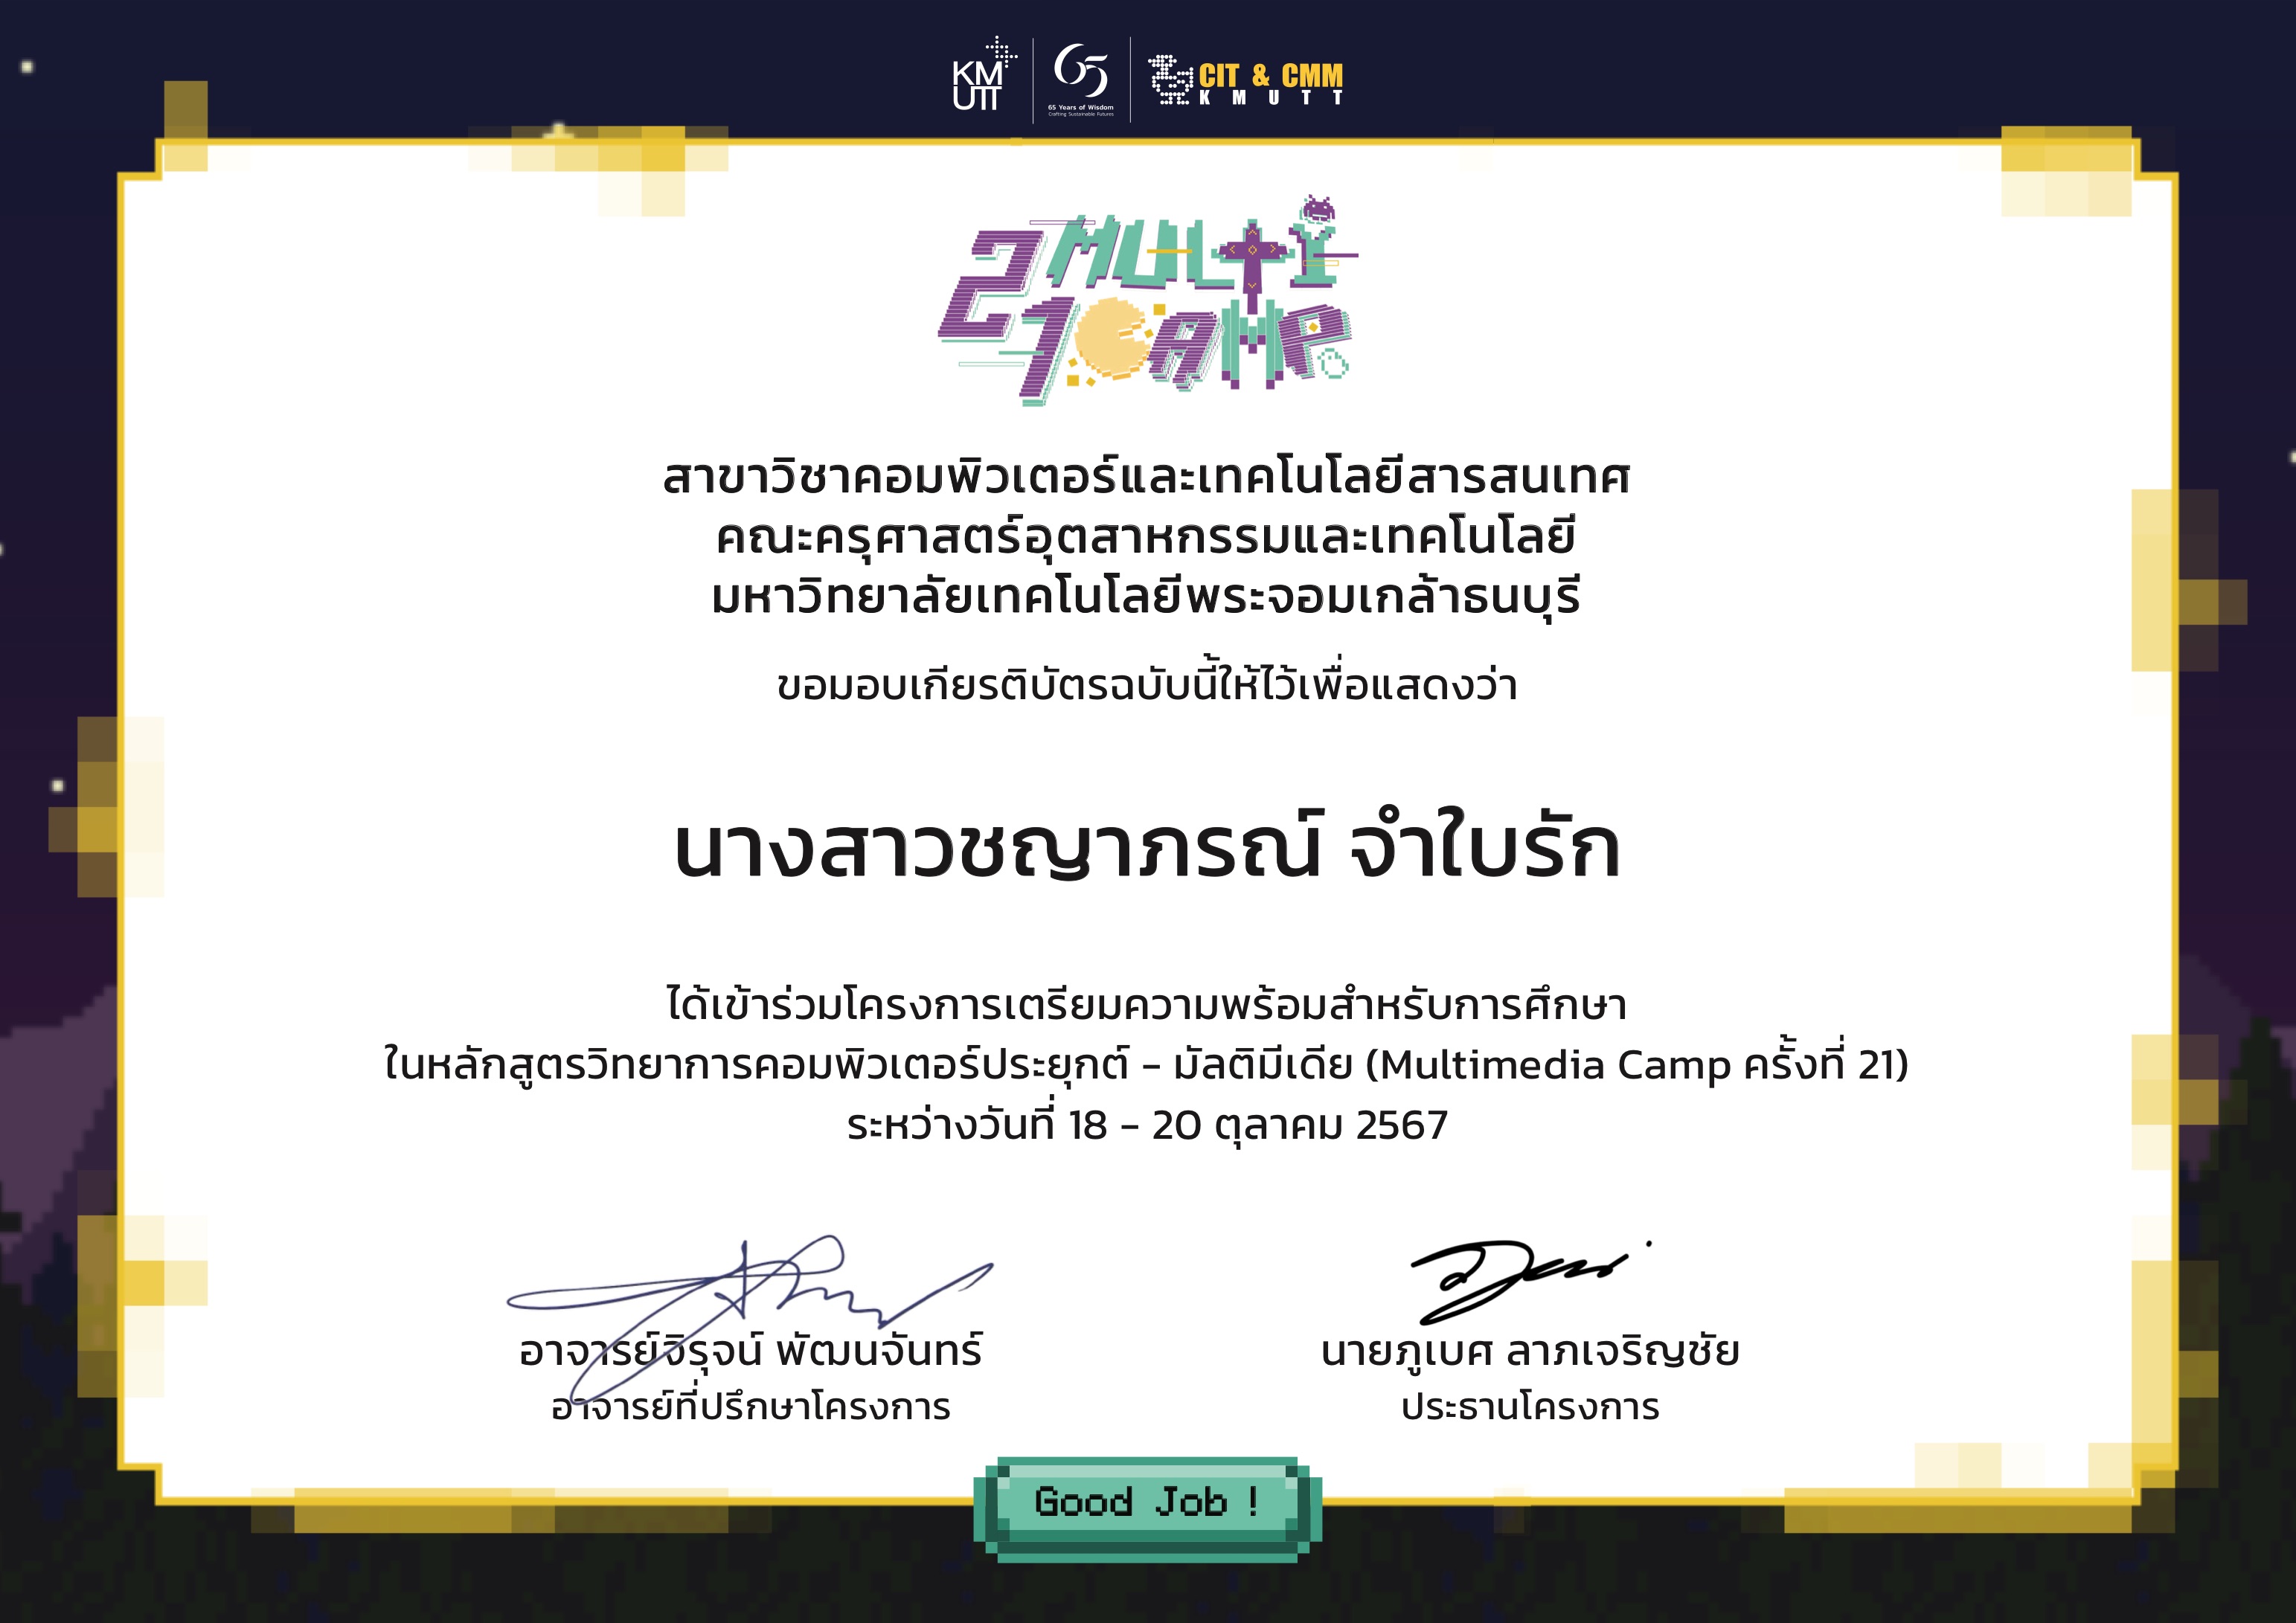 KM
UTT
65
65 Years of Wisdom
Crafting Sustainable Futures
CIT & CMM
KMUTT
21 MULTI CAMP
สาขาวิชาคอมพิวเตอร์และเทคโนโลยีสารสนเทศ
คณะครุศาสตร์อุตสาหกรรมและเทคโนโลยี
มหาวิทยาลัยเทคโนโลยีพระจอมเกล้าธนบุรี
ขอมอบเกียรติบัตรฉบับนี้ให้ไว้เพื่อแสดงว่า
นางสาวชญาภรณ์ จำใบรัก
ได้เข้าร่วมโครงการเตรียมความพร้อมสำหรับการศึกษา
ในหลักสูตรวิทยาการคอมพิวเตอร์ประยุกต์ – มัลติมีเดีย (Multimedia Camp ครั้งที่ 21)
ระหว่างวันที่ 18 – 20 ตุลาคม 2567
อาจารย์จิรุจน์ พัฒนจันทร์
อาจารย์ที่ปรึกษาโครงการ
นายภูเบศ ลาภเจริญชัย
ประธานโครงการ
Good Job !